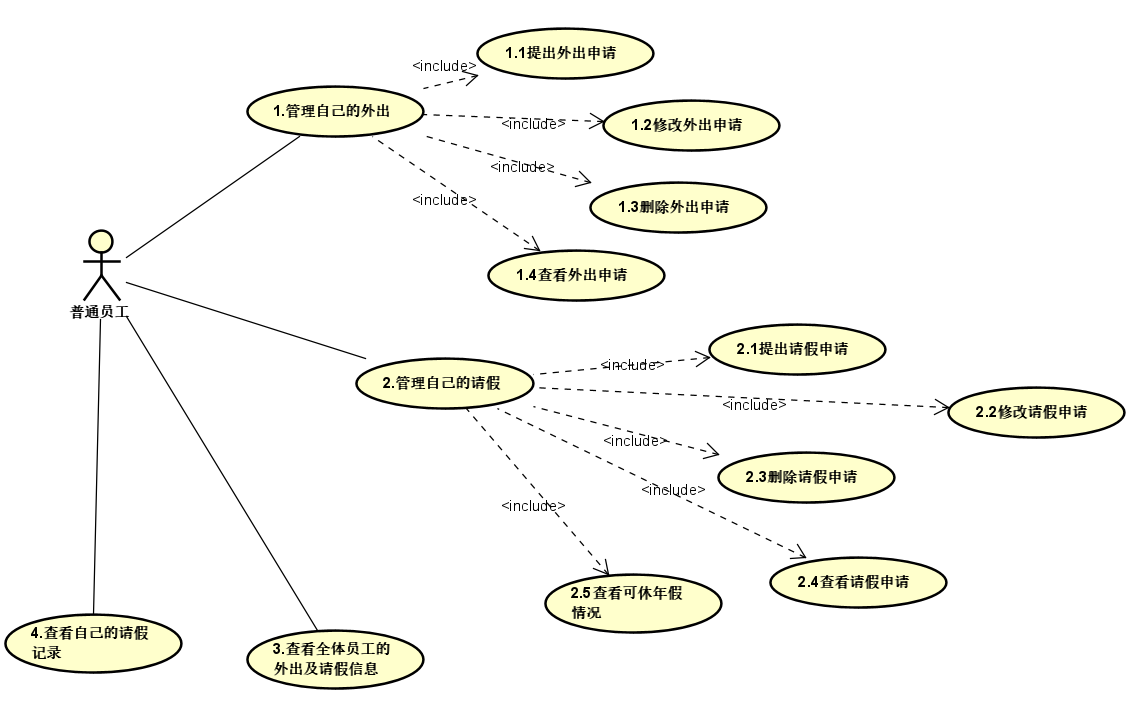 1.1提出外出申请
<include>
1.管理自己的外出
<include>
1.2修改外出申请
<include>
1.3删除外出申请
<include>
1.4查看外出申请
普通员工
2.1提出请假申请
<include>
2.管理自己的请假
<include>
2.2修改请假申请
<include>
2.3删除请假申请
<include>
2.4查看请假申请
<include>
2.5查看可休年假
情况
4.查看自己的请假
记录
3.查看全体员工的
外出及请假信息